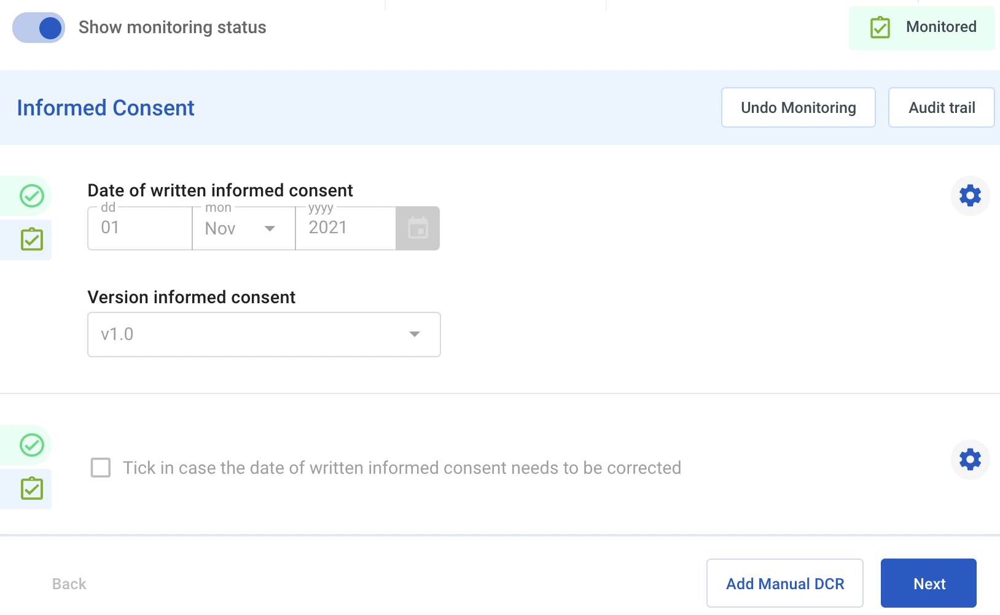 Show monitoring status
Monitored
Informed Consent
Undo Monitoring
Audit trail
Date of written informed consent
dd mon yyyy
01 Nov 2021
Version informed consent
v1.0
Tick in case the date of written informed consent needs to be corrected
Back
Add Manual DCR
Next